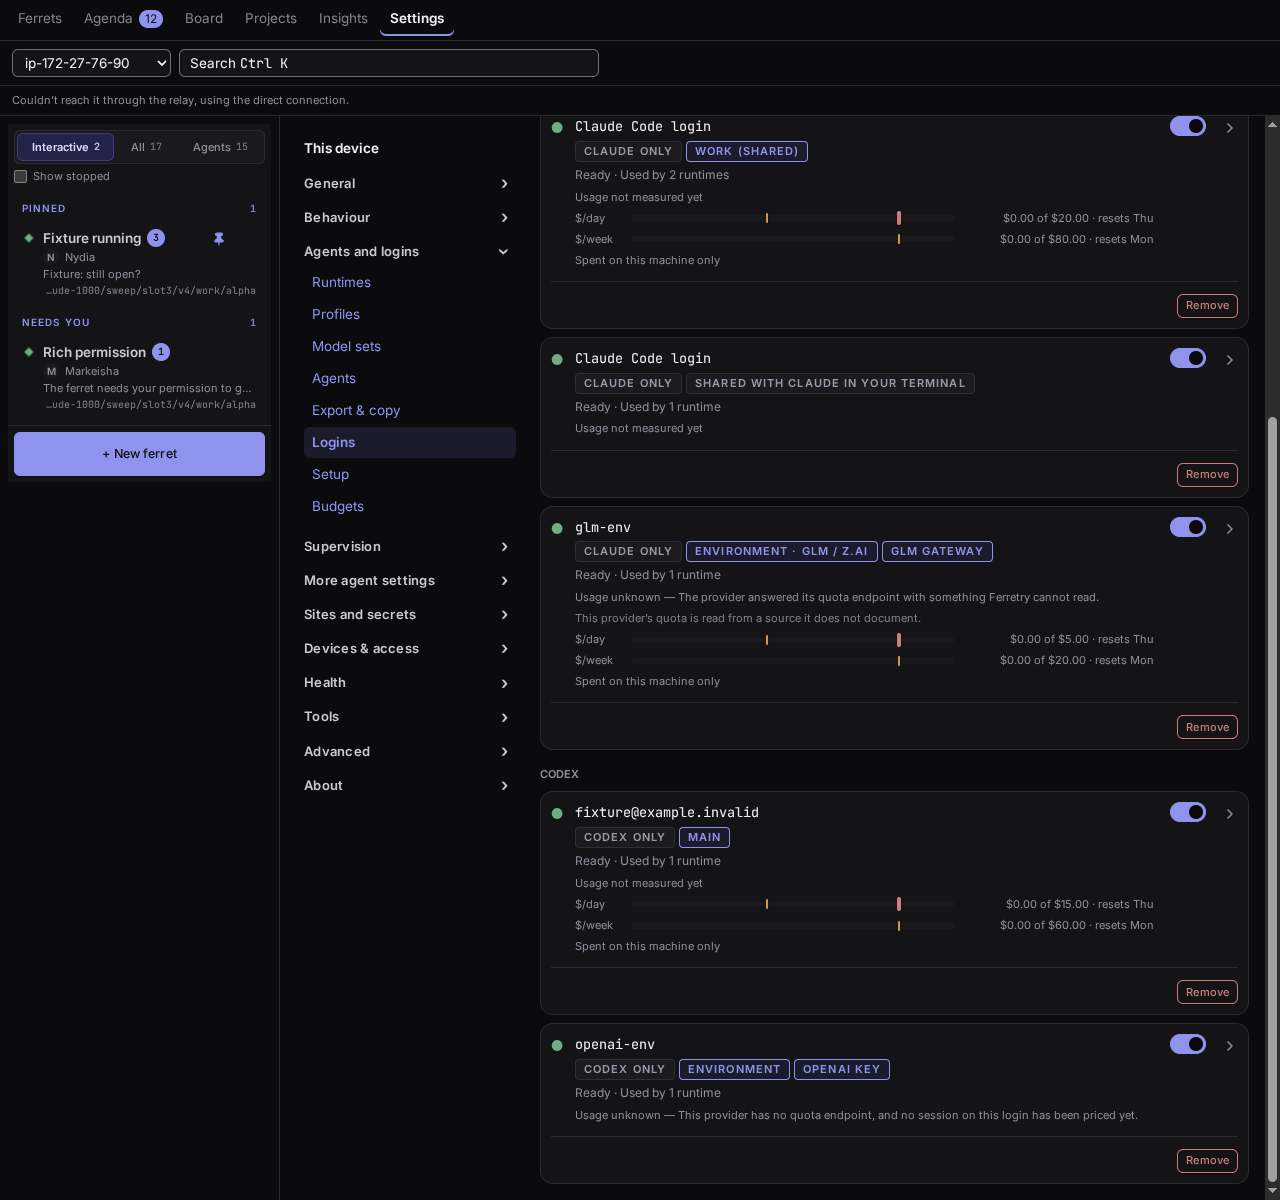 Ferrets Agenda 12 Board Projects Insights Settings
ip-172-27-76-90 Search Ctrl K
Couldn't reach it through the relay, using the direct connection.
Interactive 2 All 17 Agents 15
Show stopped
PINNED 1
Fixture running 3
N Nydia
Fixture: still open?
…ude-1000/sweep/slot3/v4/work/alpha
NEEDS YOU 1
Rich permission 1
M Markeisha
The ferret needs your permission to g…
…ude-1000/sweep/slot3/v4/work/alpha
+ New ferret
This device
General
Behaviour
Agents and logins
Runtimes
Profiles
Model sets
Agents
Export & copy
Logins
Setup
Budgets
Supervision
More agent settings
Sites and secrets
Devices & access
Health
Tools
Advanced
About
Claude Code login
CLAUDE ONLY WORK (SHARED)
Ready · Used by 2 runtimes
Usage not measured yet
$/day $0.00 of $20.00 · resets Thu
$/week $0.00 of $80.00 · resets Mon
Spent on this machine only
Remove
Claude Code login
CLAUDE ONLY SHARED WITH CLAUDE IN YOUR TERMINAL
Ready · Used by 1 runtime
Usage not measured yet
Remove
glm-env
CLAUDE ONLY ENVIRONMENT · GLM / Z.AI GLM GATEWAY
Ready · Used by 1 runtime
Usage unknown — The provider answered its quota endpoint with something Ferretry cannot read.
This provider's quota is read from a source it does not document.
$/day $0.00 of $5.00 · resets Thu
$/week $0.00 of $20.00 · resets Mon
Spent on this machine only
Remove
CODEX
fixture@example.invalid
CODEX ONLY MAIN
Ready · Used by 1 runtime
Usage not measured yet
$/day $0.00 of $15.00 · resets Thu
$/week $0.00 of $60.00 · resets Mon
Spent on this machine only
Remove
openai-env
CODEX ONLY ENVIRONMENT OPENAI KEY
Ready · Used by 1 runtime
Usage unknown — This provider has no quota endpoint, and no session on this login has been priced yet.
Remove